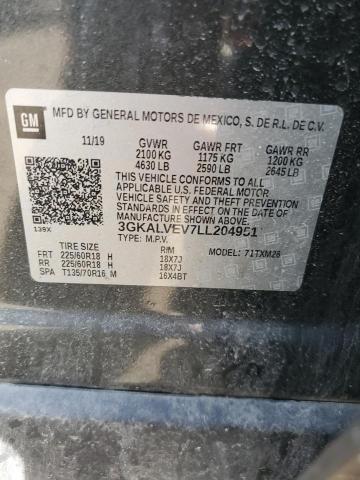 GM
MFD BY GENERAL MOTORS DE MEXICO, S. DE R.L. DE C.V.
11/19 GVWR GAWR FRT GAWR RR
2100 KG 1175 KG 1200 KG
4630 LB 2590 LB 2645 LB
THIS VEHICLE CONFORMS TO ALL
APPLICABLE U.S. FEDERAL MOTOR
VEHICLE SAFETY STANDARDS IN
EFFECT ON THE DATE OF
MANUFACTURE SHOWN ABOVE.
139X 3GKALVEV7LL204951
TYPE: M.P.V.
TIRE SIZE RIM MODEL: 71TXM26
FRT 225/60R18 H 18X7J
RR 225/60R18 H 18X7J
SPA T135/70R16 M 16X4BT